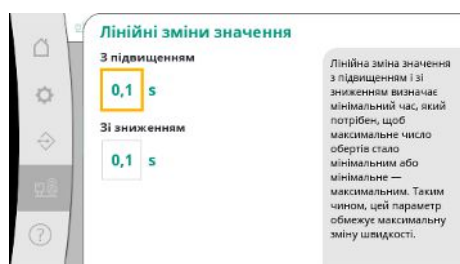 Лінійні зміни значення
З підвищенням
0,1 s
Зі зниженням
0,1 s
Лінійна зміна значення
з підвищенням і зі
зниженням визначає
мінімальний час, який
потрібен, щоб
максимальне число
обертів стало
мінімальним або
мінімальне —
максимальним. Таким
чином, цей параметр
обмежує максимальну
зміну швидкості.
?